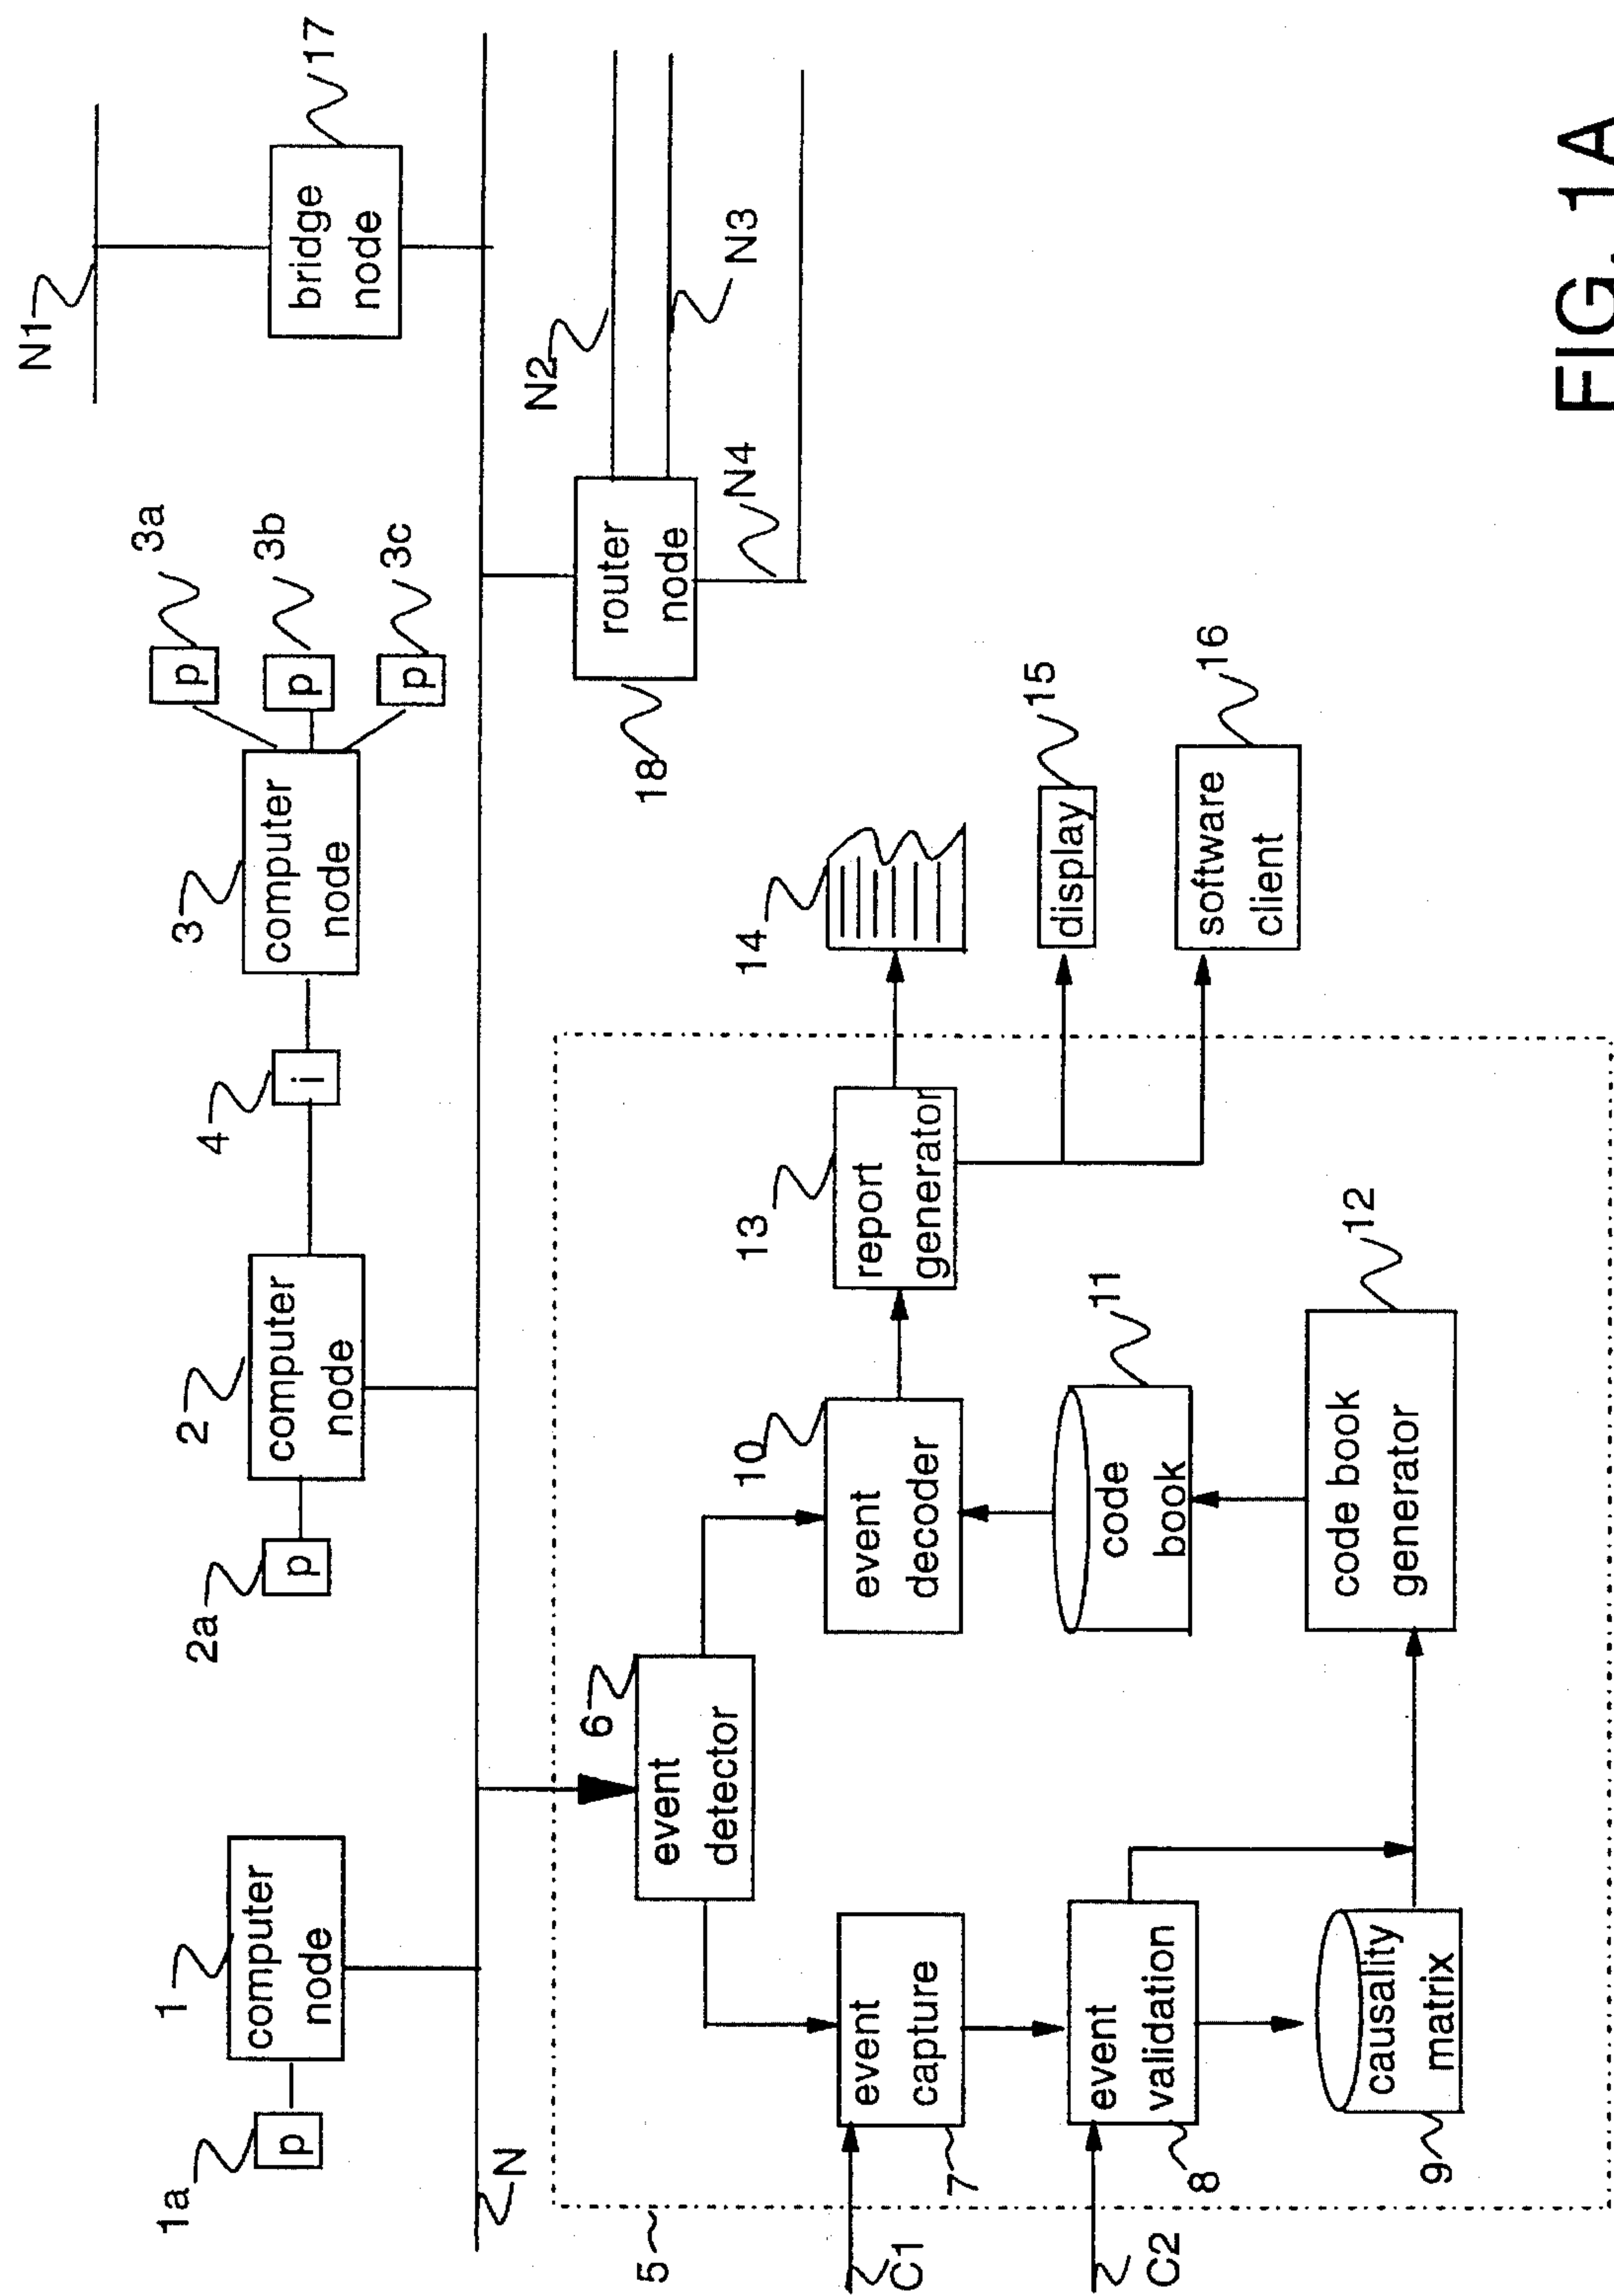 N1
17
bridge
node
3a
3b
3c
3
computer
node
4
i
p
p
p
2
computer
node
2a
p
1
computer
node
1a
p
N
N2
N3
N4
router
node
18
5
6
event
detector
C1
event
capture
7
C2
event
validation
8
causality
matrix
9
10
event
decoder
code
book
11
code book
generator
12
13
report
generator
14
display
15
software
client
16
FIG. 1A